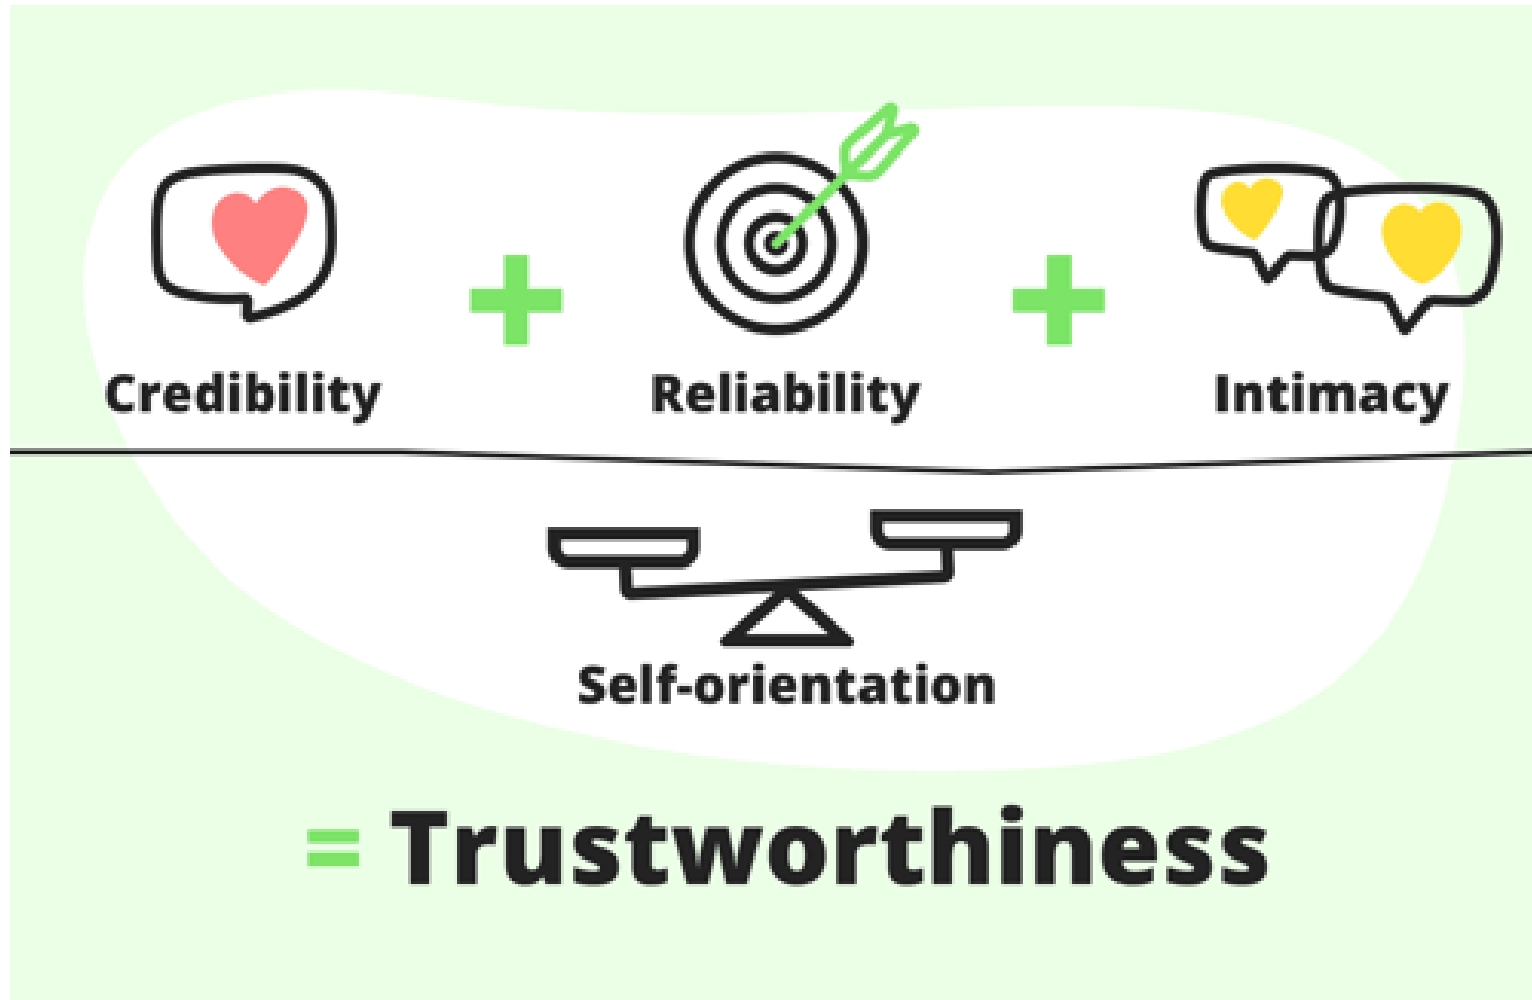 Credibility + Reliability + Intimacy
Self-orientation
= Trustworthiness